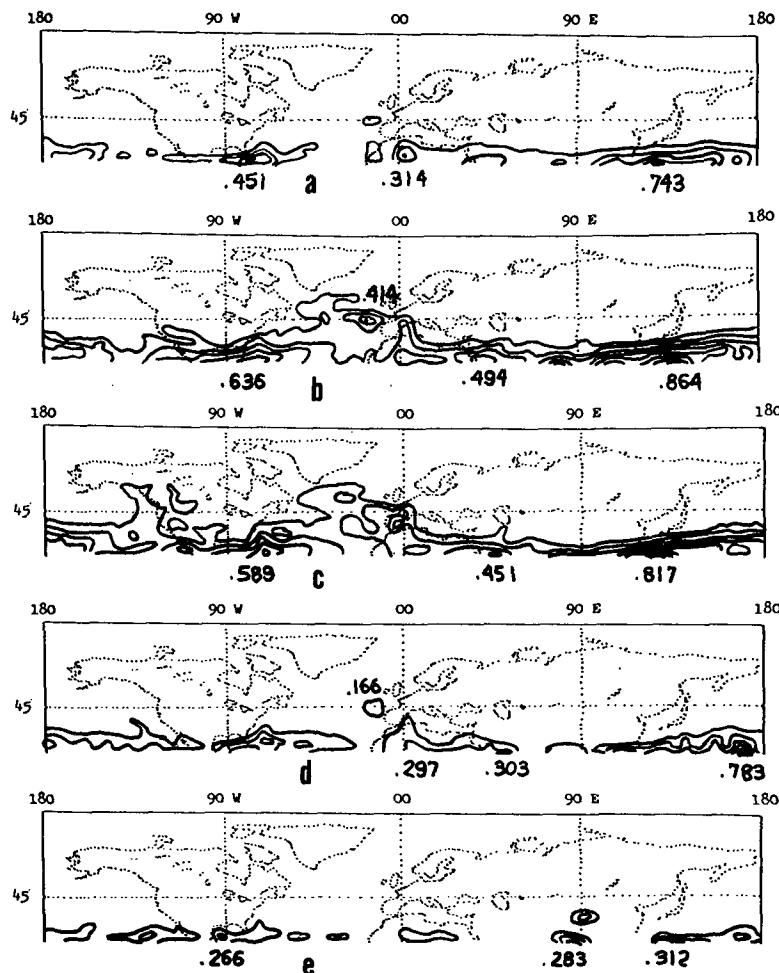 180 90 W 00 90 E 180
45
.451 a .314 .743
180 90 W 00 90 E 180
.414
45
.636 b .494 .864
180 90 W 00 90 E 180
45
.589 c .451 .817
180 90 W 00 90 E 180
.166
45
d .297 .303 .783
180 90 W 00 90 E 180
45
.266 e .283 .312